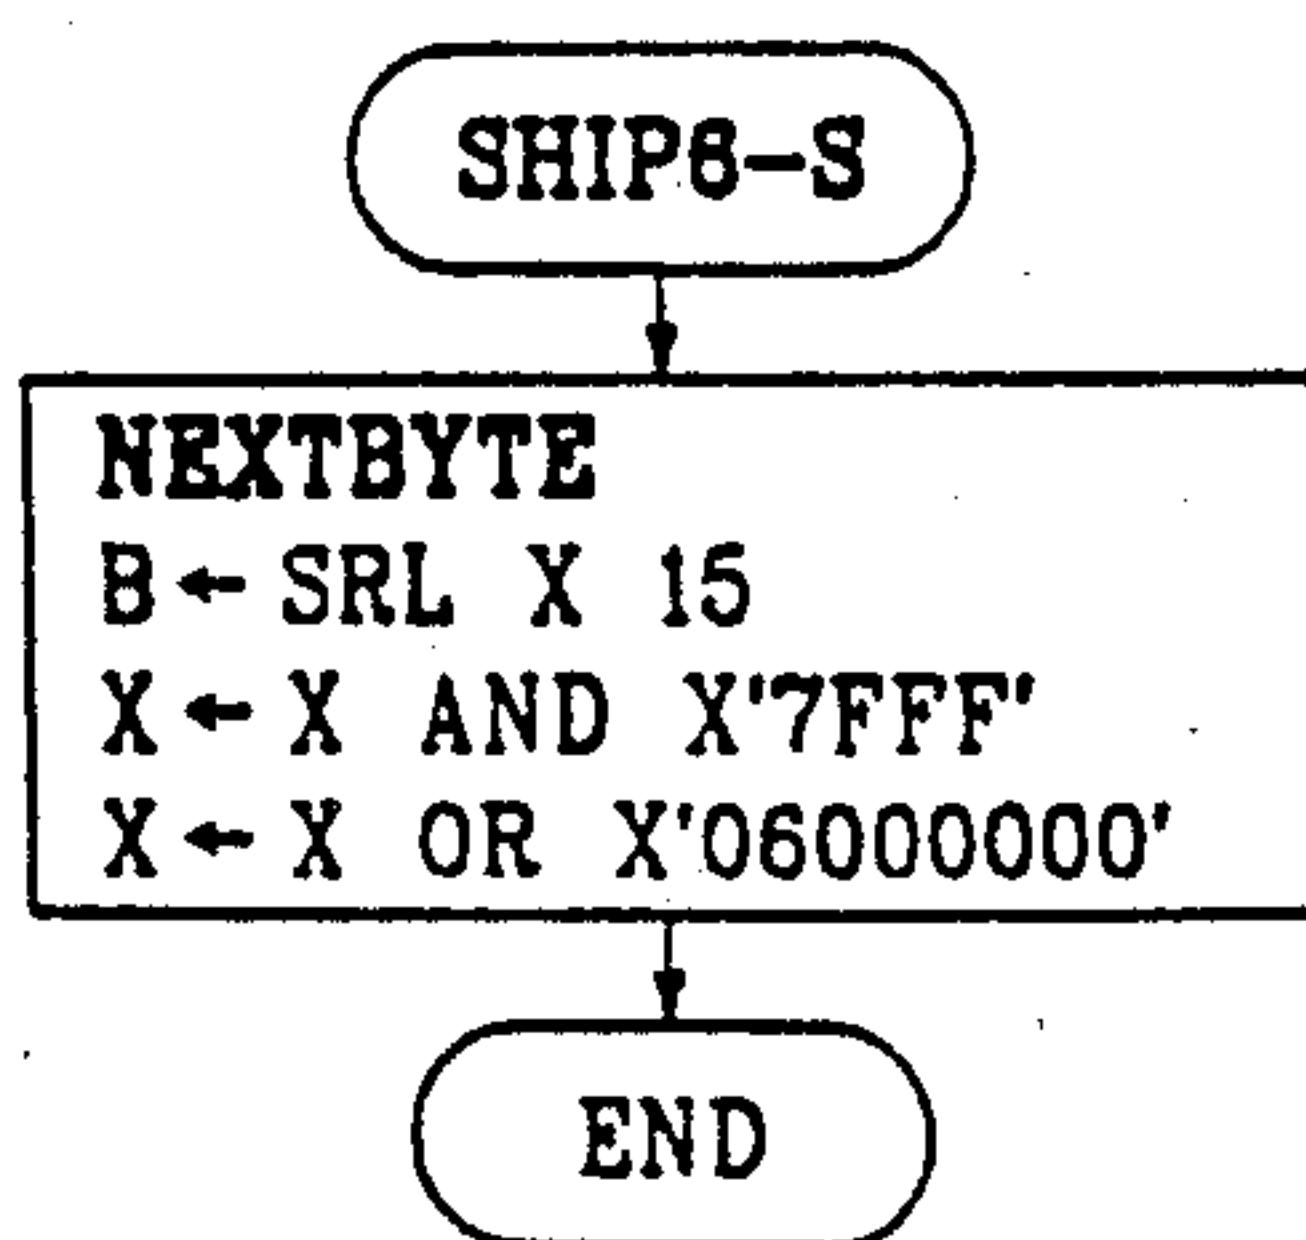 SHIP6-S
NEXTBYTE
B ← SRL X 15
X ← X AND X'7FFF'
X ← X OR X'06000000'
END